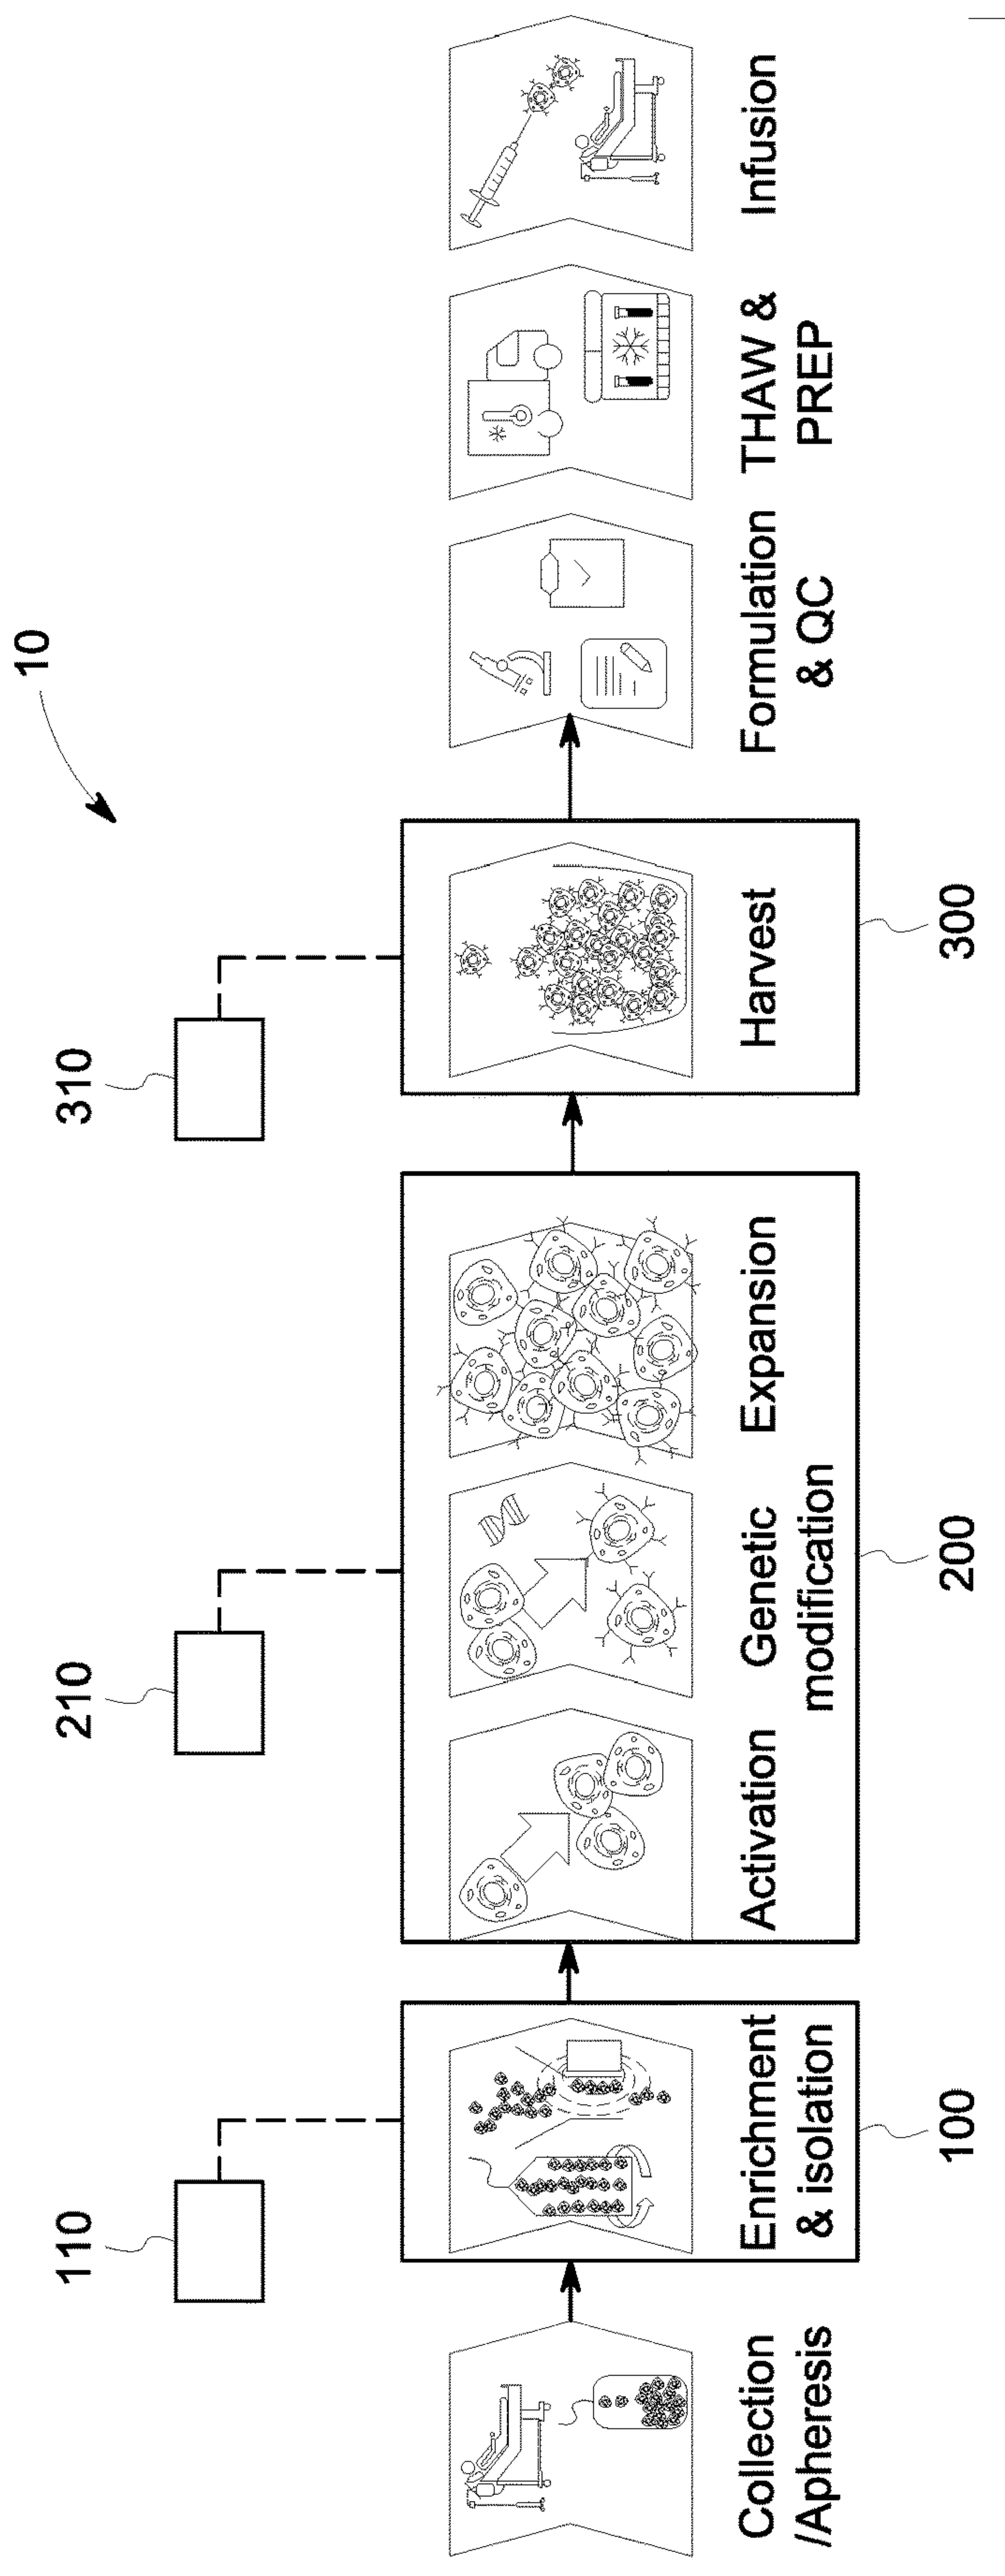 10
110
210
310
Collection
/Apheresis
Enrichment
& isolation
Activation
Genetic
modification
Expansion
Harvest
Formulation
& QC
THAW &
PREP
Infusion
100
200
300